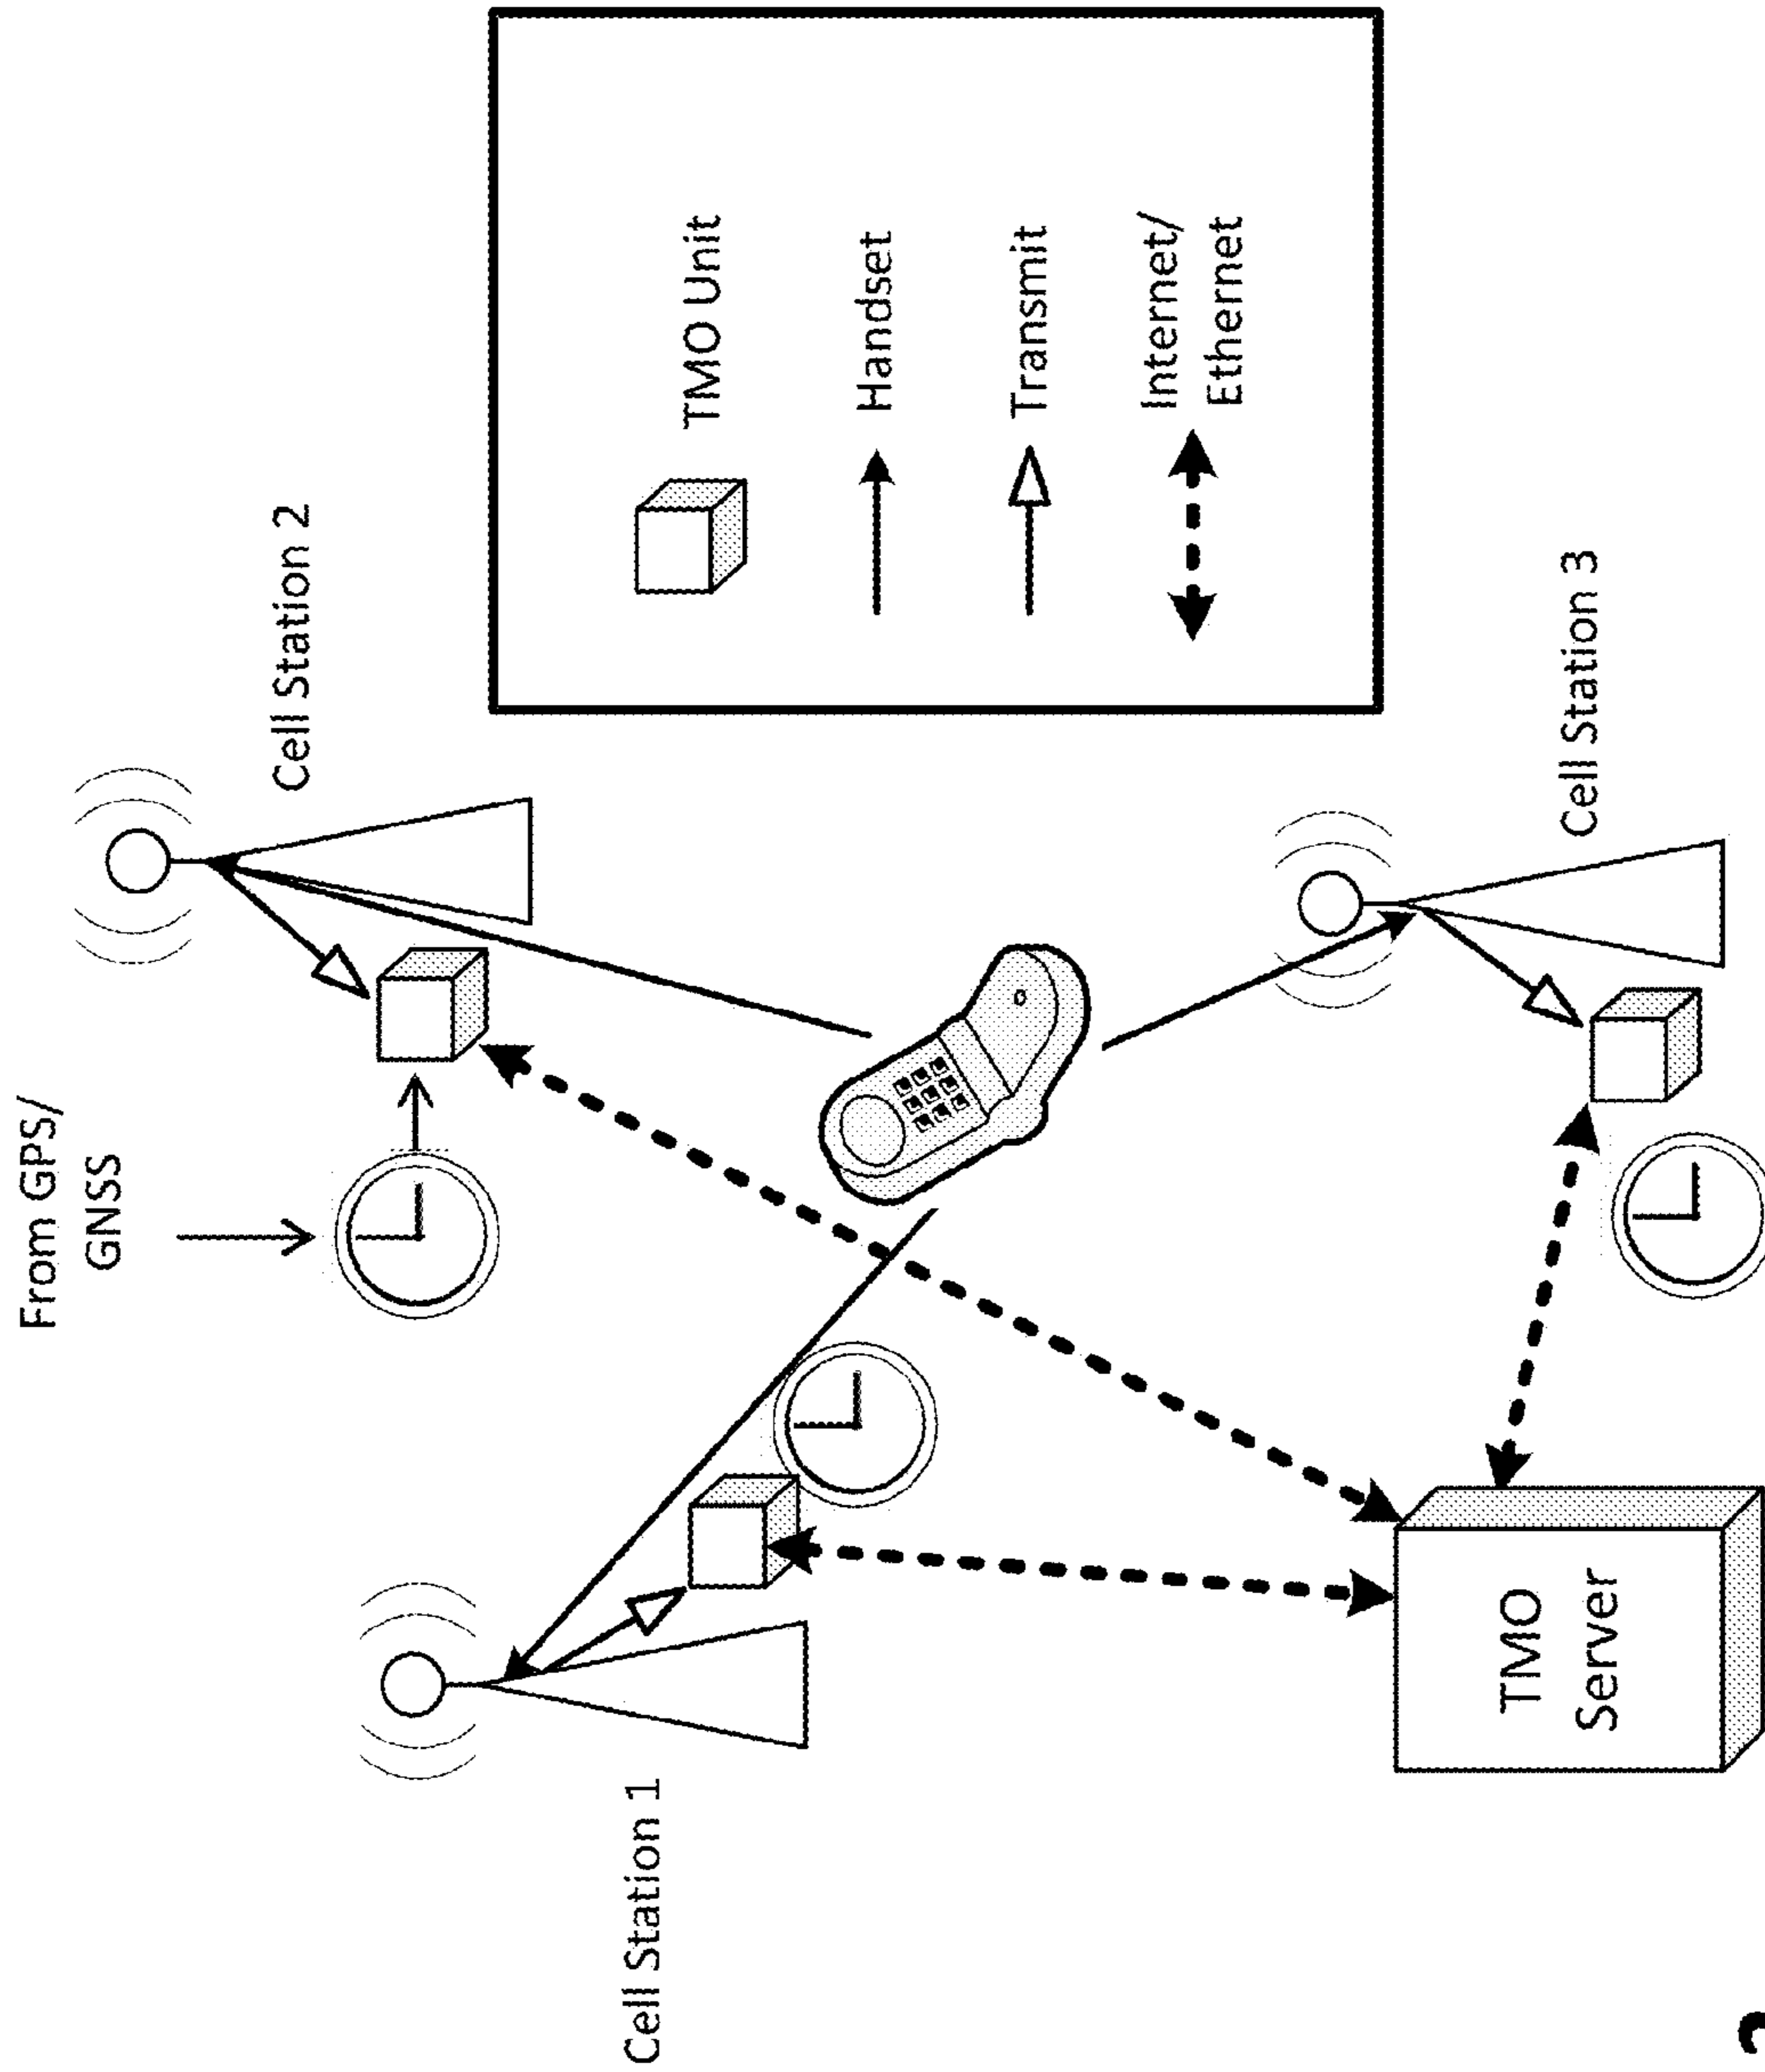 From GPS/
GNSS
Cell Station 2
Cell Station 1
TMO Unit
Handset
Transmit
Internet/
Ethernet
TMO
Server
Cell Station 3